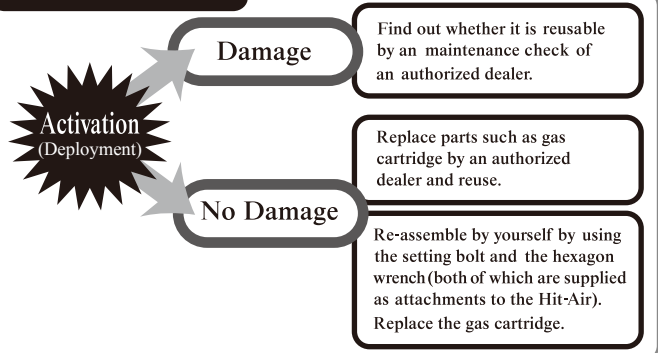 Activation
(Deployment)
Damage
Find out whether it is reusable
by an maintenance check of
an authorized dealer.
No Damage
Replace parts such as gas
cartridge by an authorized
dealer and reuse.
Re-assemble by yourself by using
the setting bolt and the hexagon
wrench(both of which are supplied
as attachments to the Hit-Air).
Replace the gas cartridge.